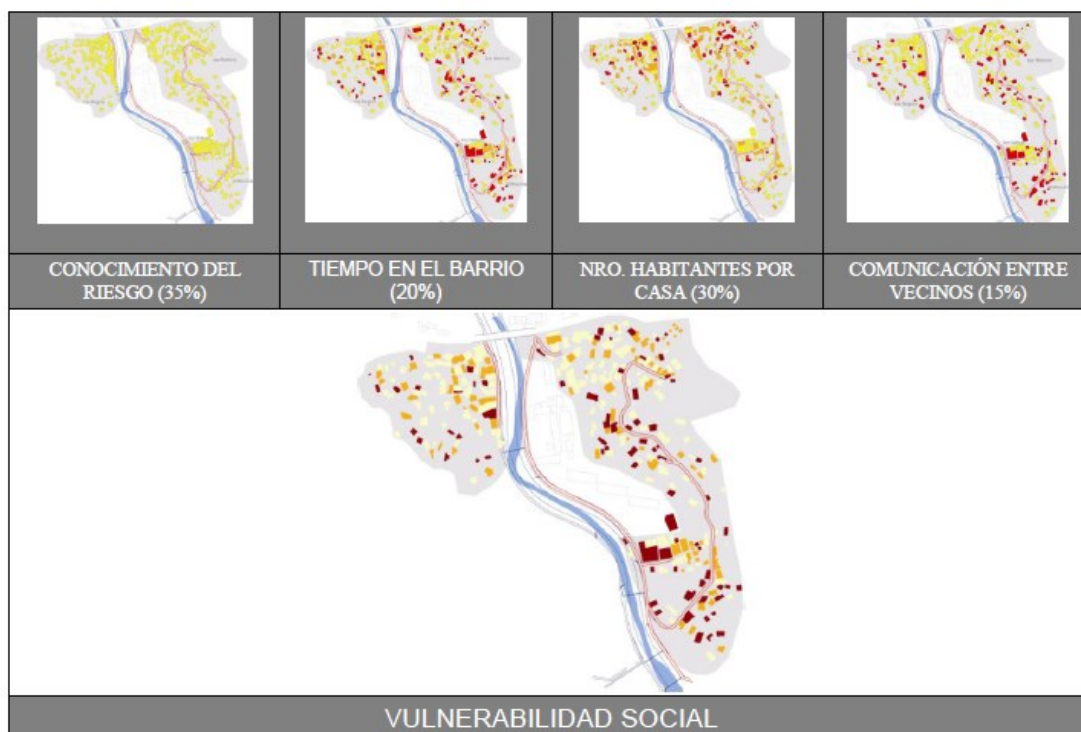 CONOCIMIENTO DEL
RIESGO (35%)
TIEMPO EN EL BARRIO
(20%)
NRO. HABITANTES POR
CASA (30%)
COMUNICACIÓN ENTRE
VECINOS (15%)
VULNERABILIDAD SOCIAL